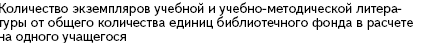 Количество экземпляров учебной и учебно-методической литера-
туры от общего количества единиц библиотечного фонда в расчете
на одного учащегося